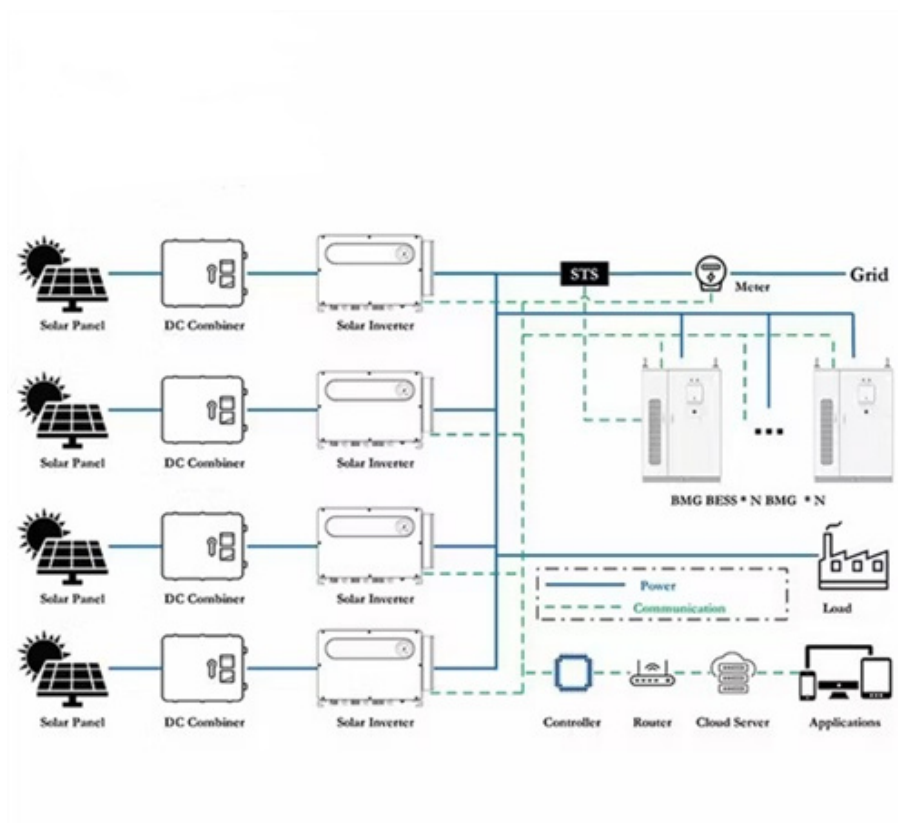 STS
Grid
Meter
Solar Panel DC Combiner Solar Inverter
Solar Panel DC Combiner Solar Inverter
BMG BESS * N BMG * N
Solar Panel DC Combiner Solar Inverter
Power
Communication
Load
Solar Panel DC Combiner Solar Inverter
Controller Router Cloud Server Applications